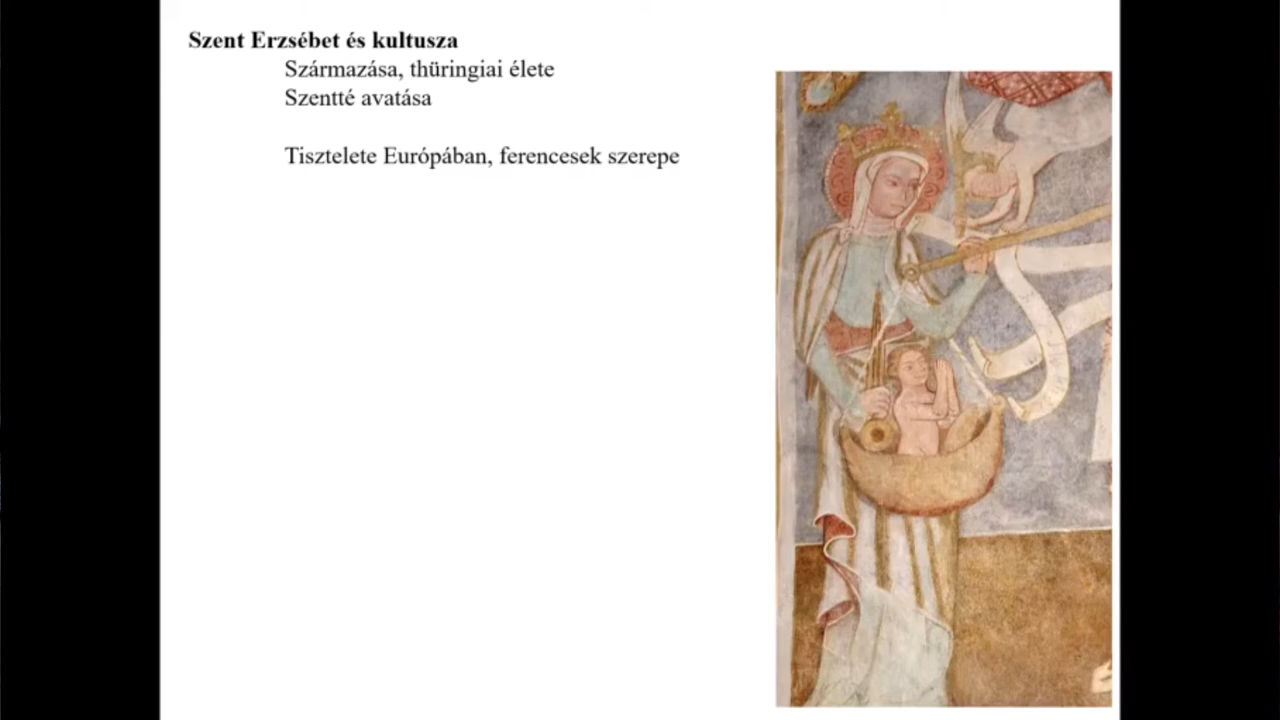 Szent Erzsébet és kultusza
Származása, thüringiai élete
Szentté avatása
Tisztelete Európában, ferencesek szerepe